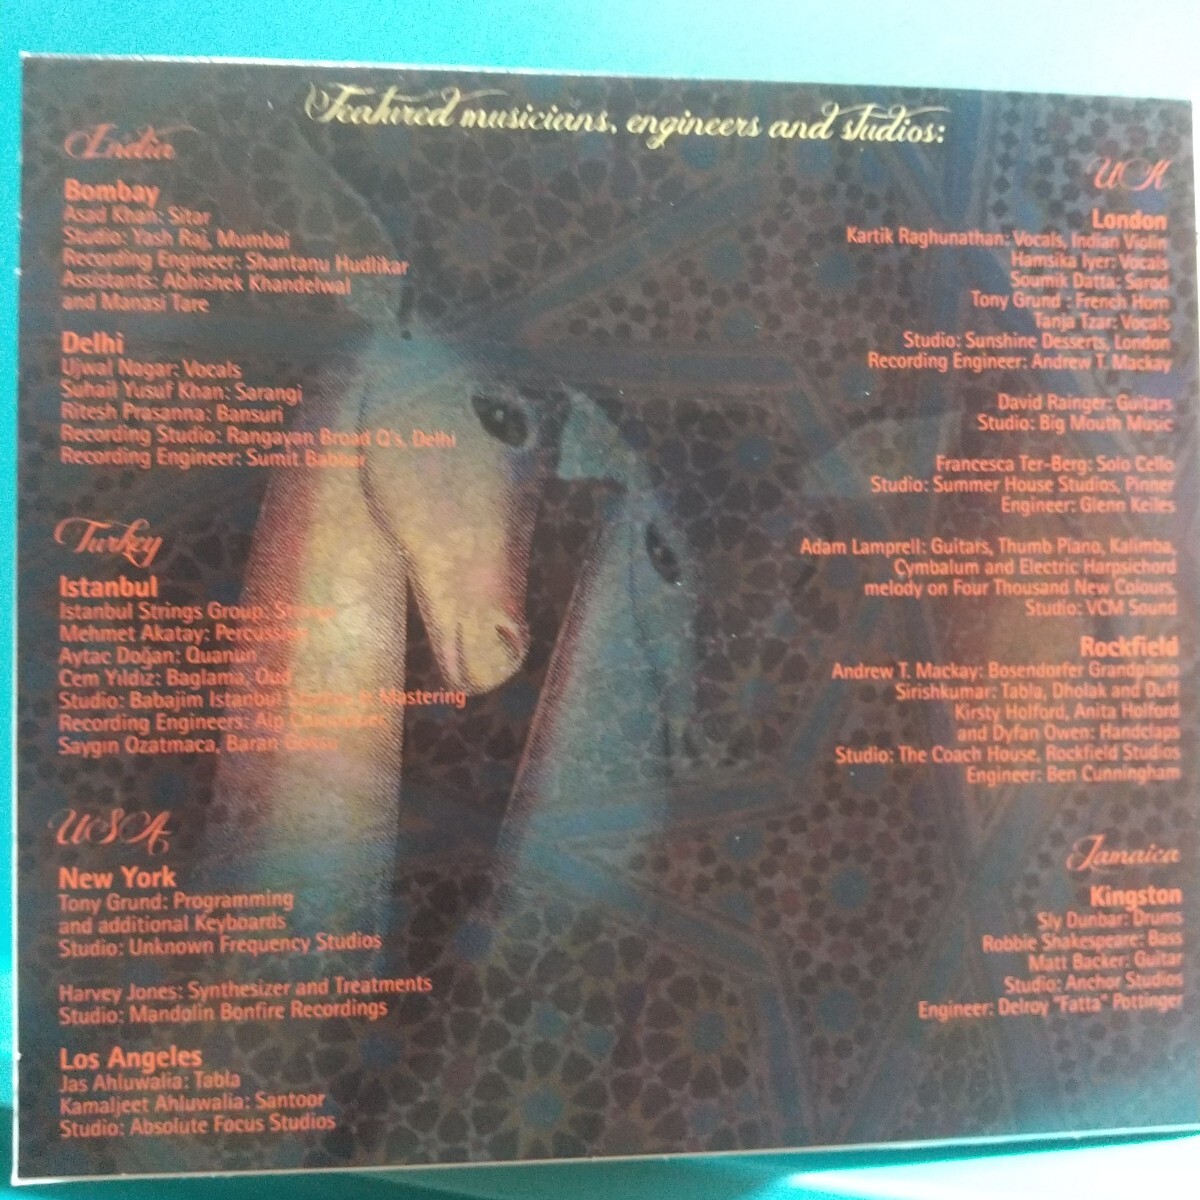 Featured musicians, engineers and studios:
India
Bombay
Asad Khan: Sitar
Studio: Yash Raj, Mumbai
Recording Engineer: Shantanu Hudlikar
Assistants: Abhishek Khandelwal
and Manasi Tare
Delhi
Ujwal Nagar: Vocals
Suhail Yusuf Khan: Sarangi
Ritesh Prasanna: Bansuri
Recording Studio: Rangayan Broad Q's, Delhi
Recording Engineer: Sumit Babbar
Turkey
Istanbul
Istanbul Strings Group: Strings
Mehmet Akatay: Percussion
Aytac Doğan: Quanun
Cem Yıldız: Baglama, Oud
Studio: Babajim Istanbul Studios & Mastering
Recording Engineers: Alp
Saygın Ozatmaca, Baran
USA
New York
Tony Grund: Programming
and additional Keyboards
Studio: Unknown Frequency Studios
Harvey Jones: Synthesizer and Treatments
Studio: Mandolin Bonfire Recordings
Los Angeles
Jas Ahluwalia: Tabla
Kamaljeet Ahluwalia: Santoor
Studio: Absolute Focus Studios
UK
London
Kartik Raghunathan: Vocals, Indian Violin
Hamsika Iyer: Vocals
Soumik Datta: Sarod
Tony Grund : French Horn
Tanja Tzar: Vocals
Studio: Sunshine Desserts, London
Recording Engineer: Andrew T. Mackay
David Rainger: Guitars
Studio: Big Mouth Music
Francesca Ter-Berg: Solo Cello
Studio: Summer House Studios, Pinner
Engineer: Glenn Keiles
Adam Lamprell: Guitars, Thumb Piano, Kalimba,
Cymbalum and Electric Harpsichord
melody on Four Thousand New Colours.
Studio: VCM Sound
Rockfield
Andrew T. Mackay: Bosendorfer Grandpiano
Sirishkumar: Tabla, Dholak and Duff
Kirsty Holford, Anita Holford
and Dyfan Owen: Handclaps
Studio: The Coach House, Rockfield Studios
Engineer: Ben Cunningham
Jamaica
Kingston
Sly Dunbar: Drums
Robbie Shakespeare: Bass
Matt Backer: Guitar
Studio: Anchor Studios
Engineer: Delroy "Fatta" Pottinger